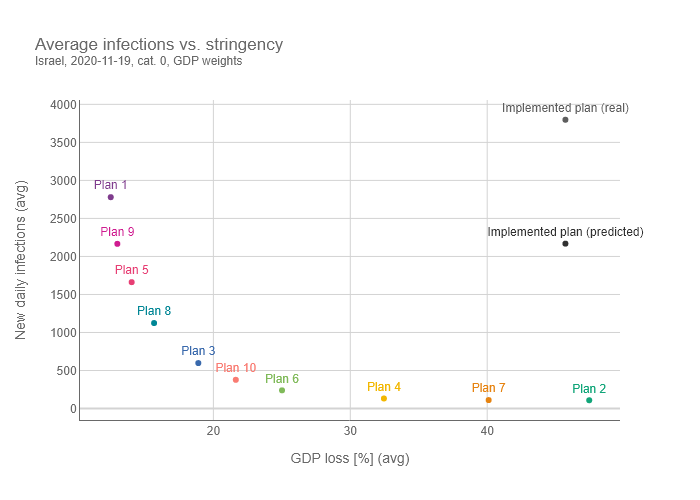 Average infections vs. stringency
Israel, 2020-11-19, cat. 0, GDP weights
New daily infections (avg)
4000
3500
3000
2500
2000
1500
1000
500
0
Implemented plan (real)
Plan 1
Plan 9
Implemented plan (predicted)
Plan 5
Plan 8
Plan 3
Plan 10
Plan 6
Plan 4
Plan 7
Plan 2
20
30
40
GDP loss [%] (avg)